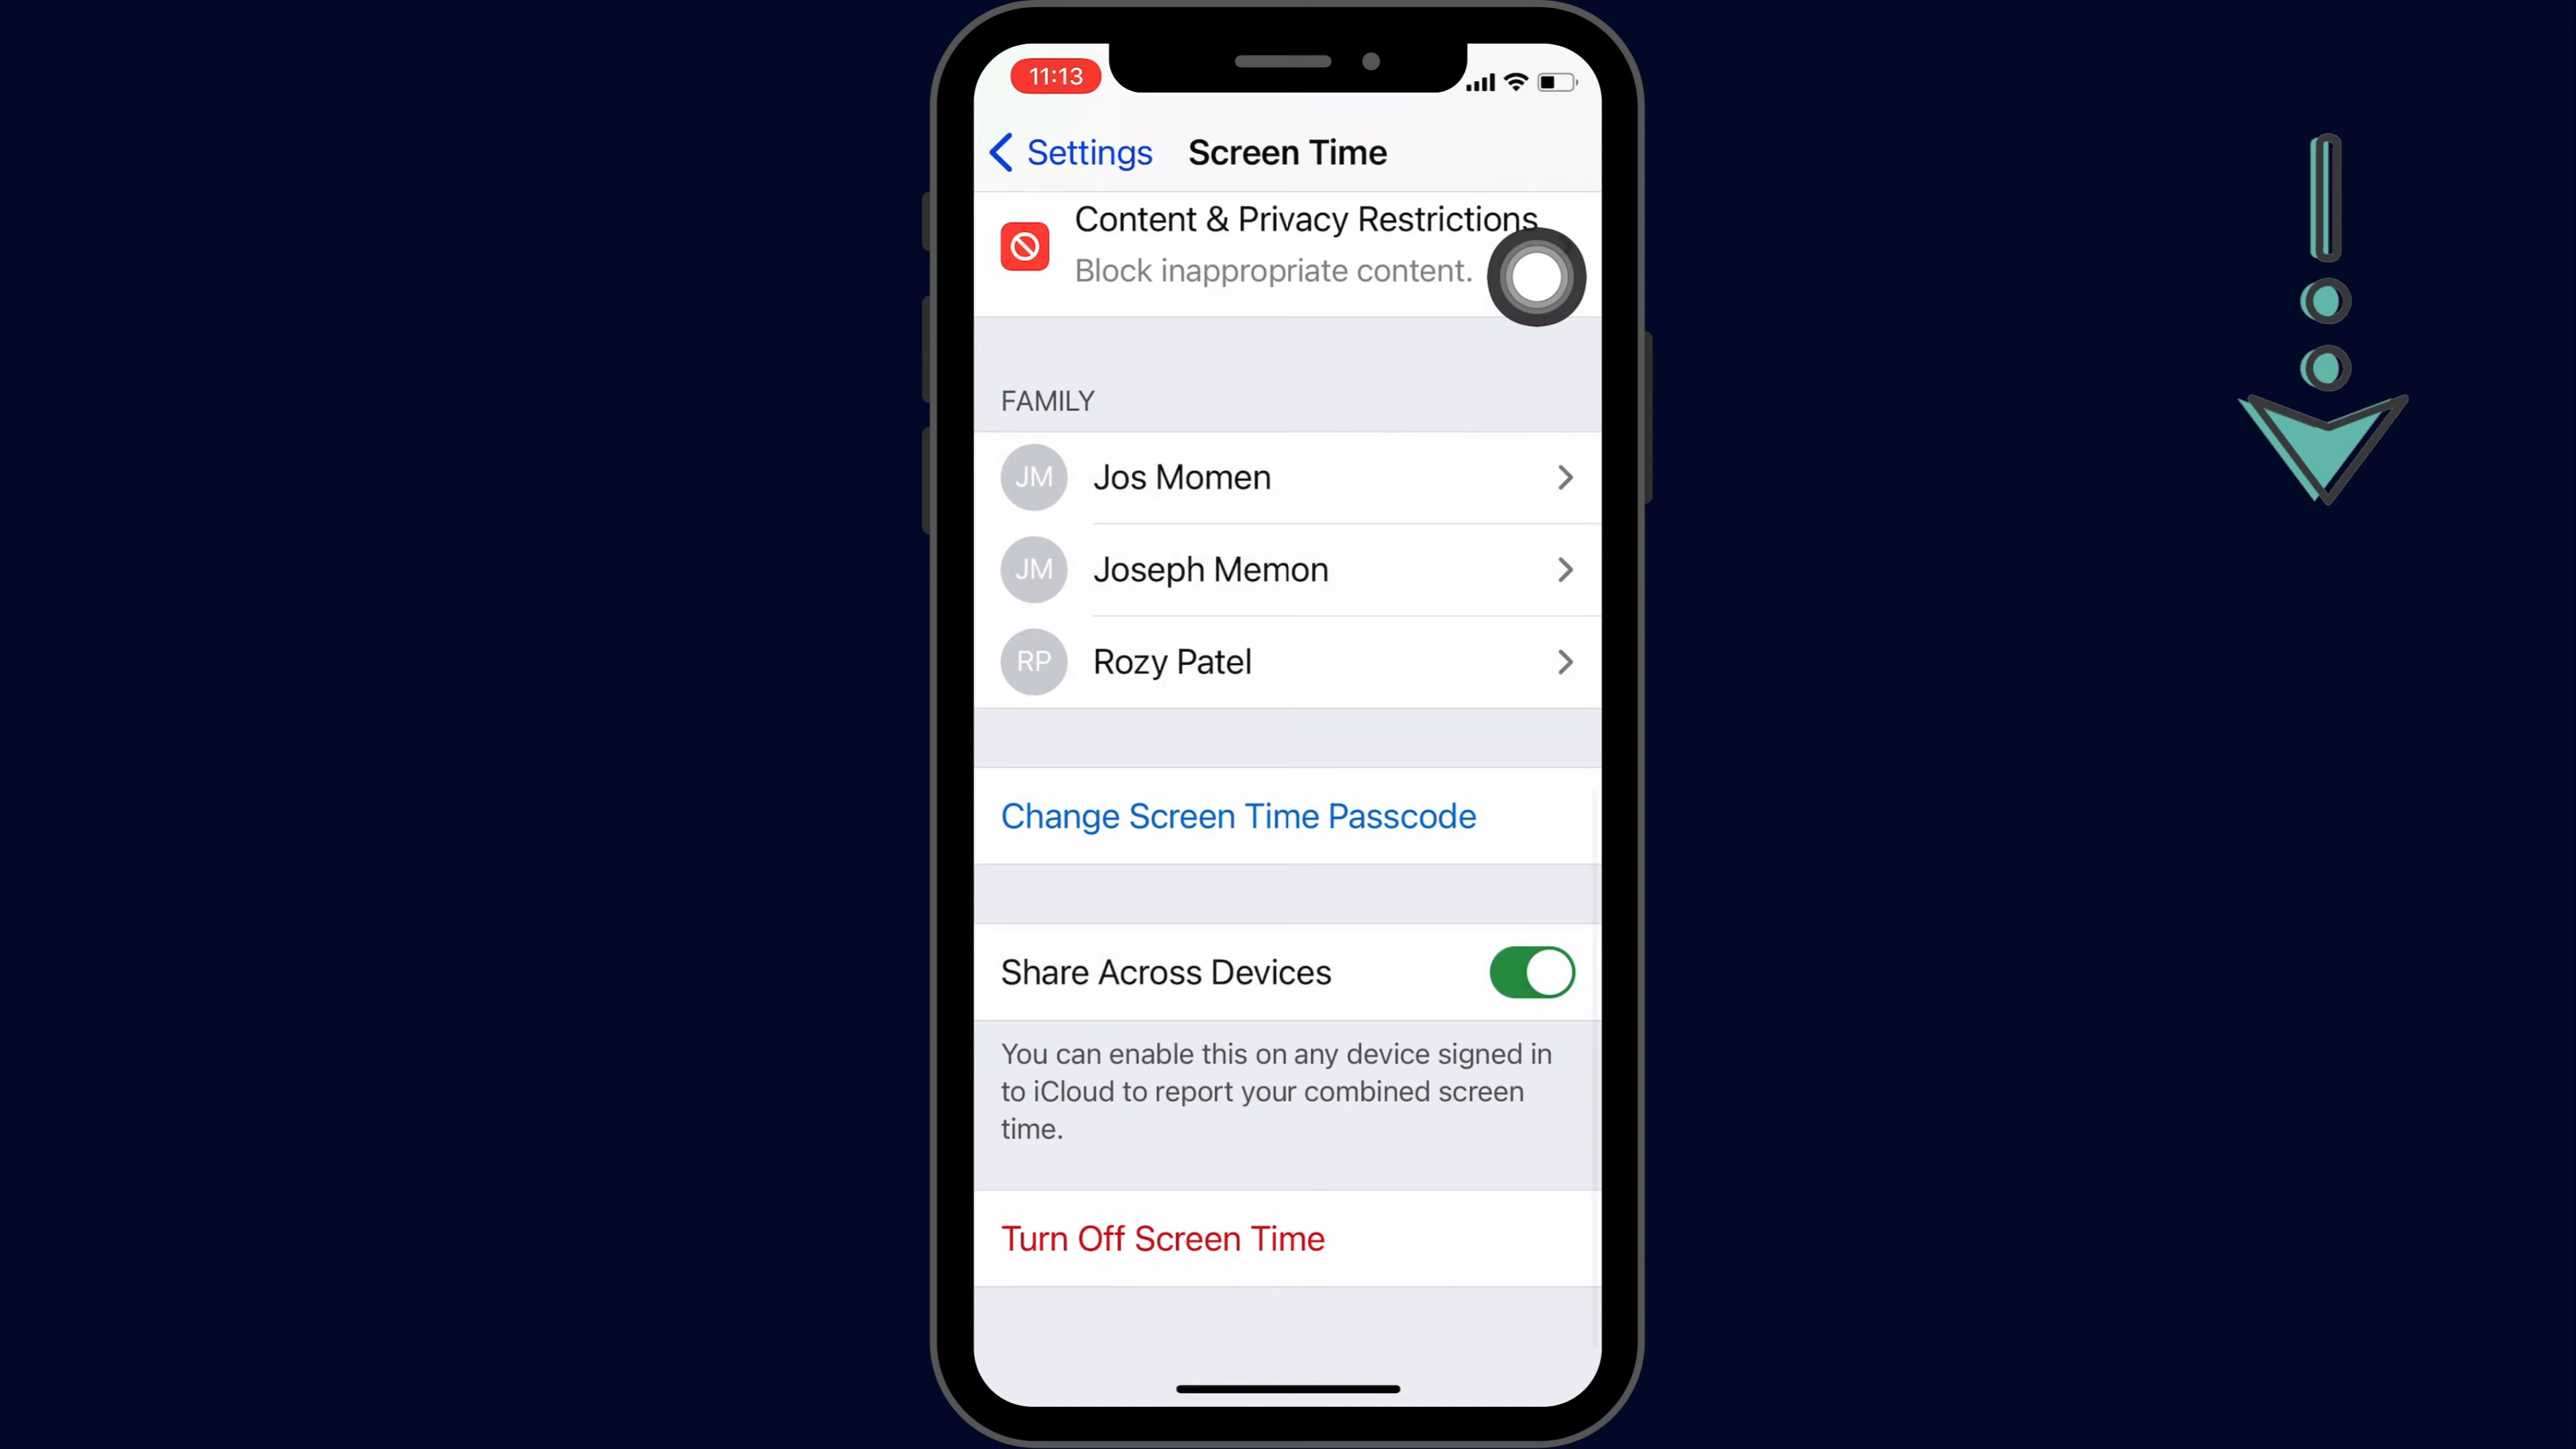 11:13
Settings
Screen Time
Content & Privacy Restrictions
Block inappropriate content.
FAMILY
JM
Jos Momen
JM
Joseph Memon
RP
Rozy Patel
Change Screen Time Passcode
Share Across Devices
You can enable this on any device signed in
to iCloud to report your combined screen
time.
Turn Off Screen Time